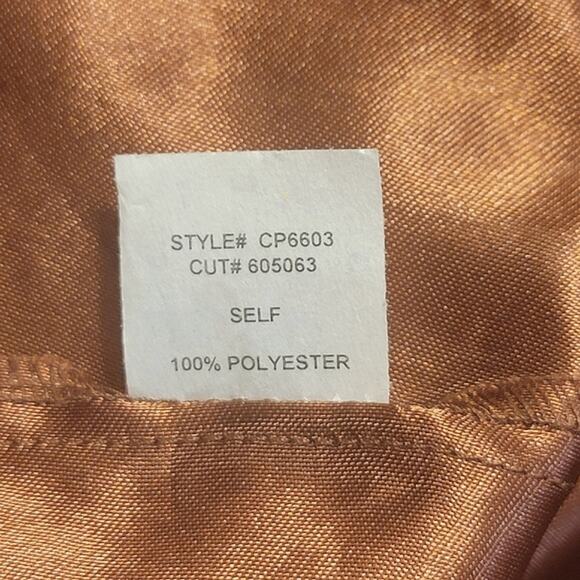 STYLE# CP6603
CUT# 605063
SELF
100% POLYESTER